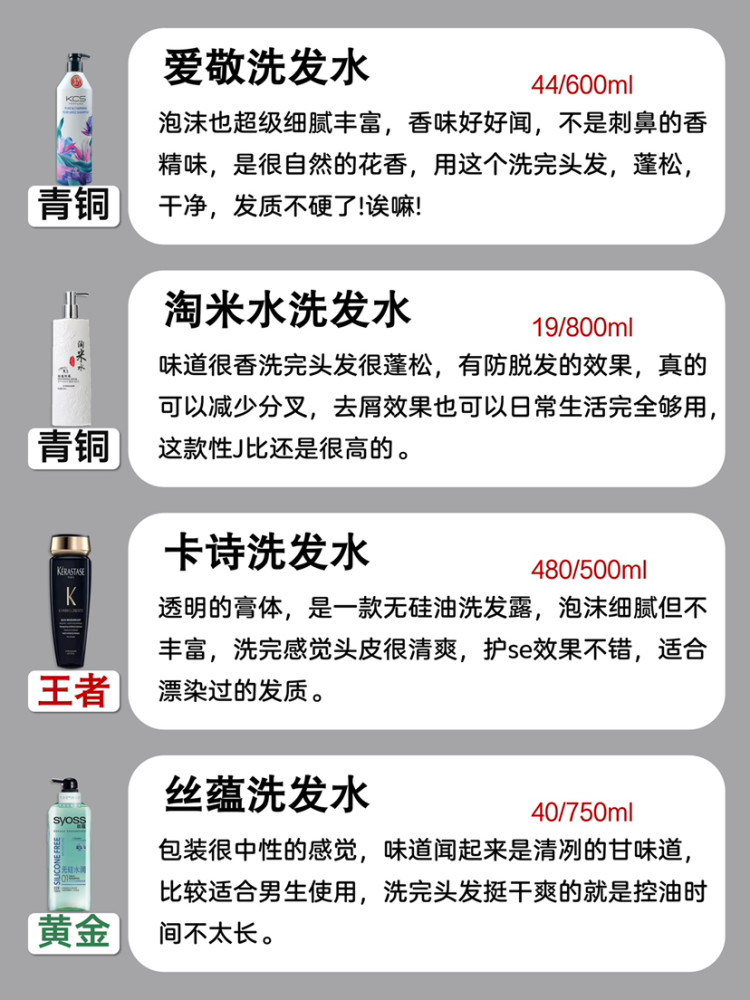 爱敬洗发水
44/600ml
泡沫也超级细腻丰富，香味好好闻，不是刺鼻的香
精味，是很自然的花香，用这个洗完头发，蓬松，
干净，发质不硬了!诶嘛!
KCS
青铜
淘米水洗发水
19/800ml
味道很香洗完头发很蓬松，有防脱发的效果，真的
可以减少分叉，去屑效果也可以日常生活完全够用，
这款性J比还是很高的。
淘米水
青铜
卡诗洗发水
480/500ml
透明的膏体，是一款无硅油洗发露，泡沫细腻但不
丰富，洗完感觉头皮很清爽，护se效果不错，适合
漂染过的发质。
KÉRASTASE
K
王者
丝蕴洗发水
40/750ml
包装很中性的感觉，味道闻起来是清冽的甘味道，
比较适合男生使用，洗完头发挺干爽的就是控油时
间不太长。
syoss
SILICONE FREE
无硅水润
01
黄金